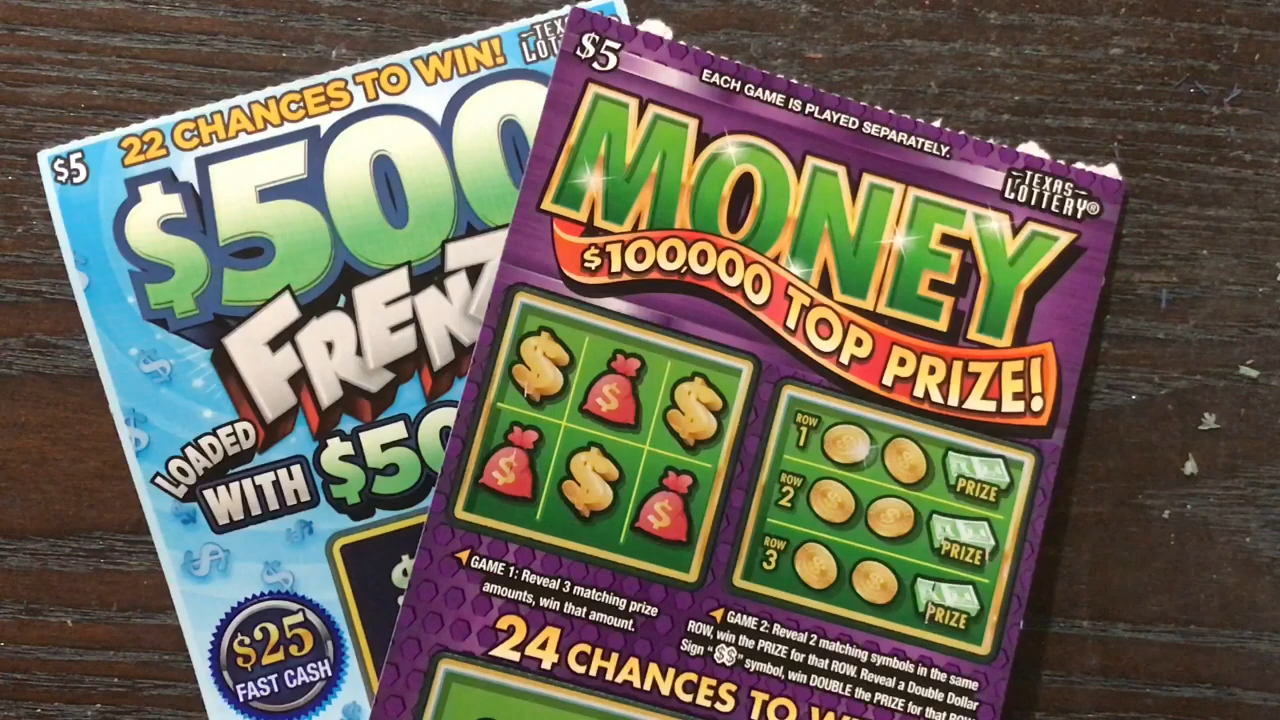 22 CHANCES TO WIN!
TEXAS
$5
$500
FRENZ
LOADED
WITH $50
$25
FAST CASH
$5
EACH GAME IS PLAYED SEPARATELY.
TEXAS
LOTTERY®
MONEY
$100,000 TOP PRIZE!
ROW
1
PRIZE
ROW
2
PRIZE
ROW
3
PRIZE
GAME 1: Reveal 3 matching prize
amounts, win that amount.
GAME 2: Reveal 2 matching symbols in the same
ROW, win the PRIZE for that ROW. Reveal a Double Dollar
Sign "$$" symbol, win DOUBLE the PRIZE for that ROW
24 CHANCES TO WI